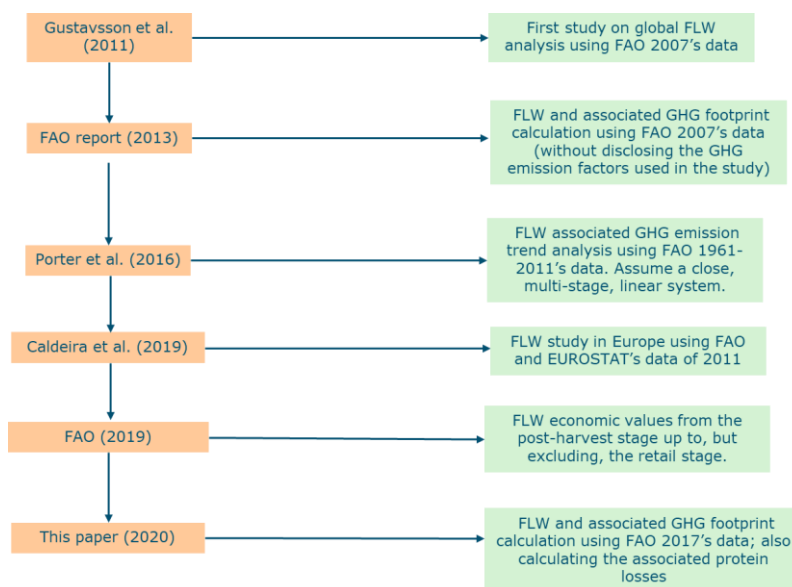 Gustavsson et al.
(2011)
First study on global FLW
analysis using FAO 2007's data
FAO report (2013)
FLW and associated GHG footprint
calculation using FAO 2007's data
(without disclosing the GHG
emission factors used in the study)
Porter et al. (2016)
FLW associated GHG emission
trend analysis using FAO 1961-
2011's data. Assume a close,
multi-stage, linear system.
Caldeira et al. (2019)
FLW study in Europe using FAO
and EUROSTAT's data of 2011
FAO (2019)
FLW economic values from the
post-harvest stage up to, but
excluding, the retail stage.
This paper (2020)
FLW and associated GHG footprint
calculation using FAO 2017's data; also
calculating the associated protein
losses